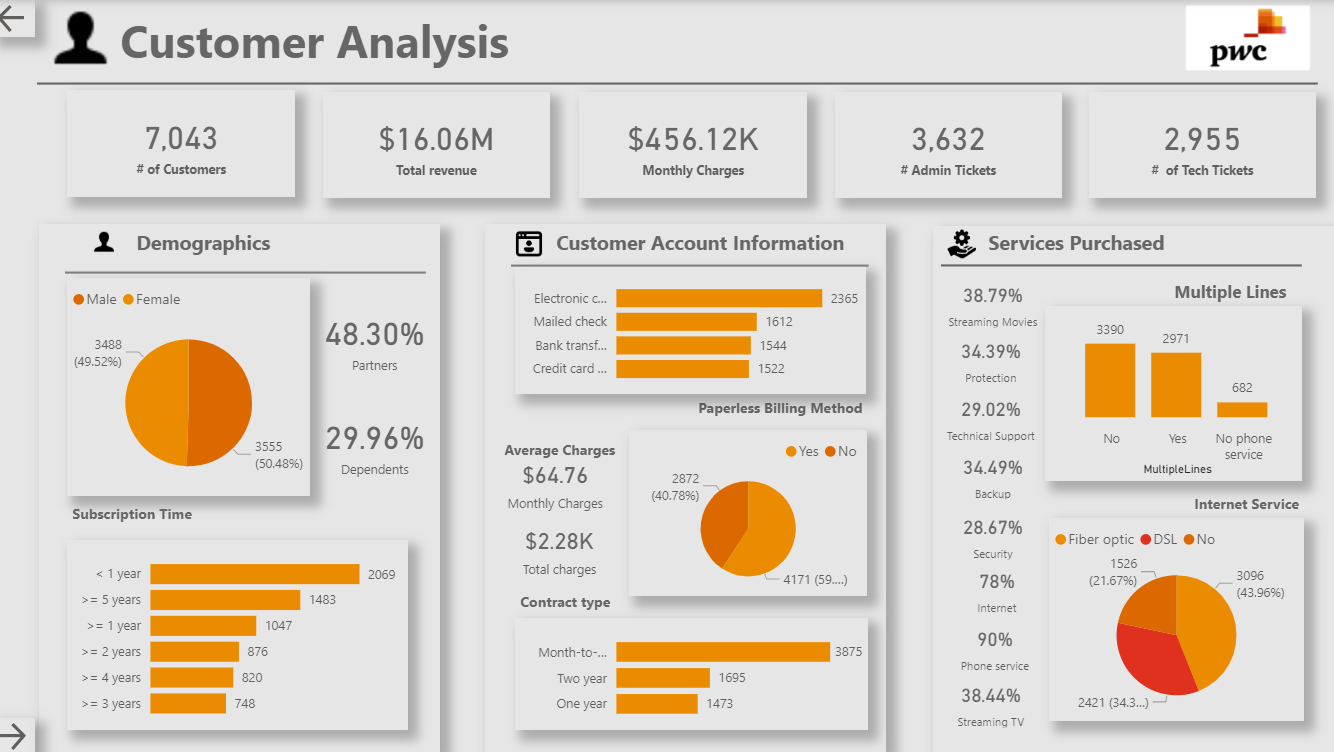 Customer Analysis
pwc
7,043
# of Customers
$16.06M
Total revenue
$456.12K
Monthly Charges
3,632
# Admin Tickets
2,955
# of Tech Tickets
Demographics
Male Female
3488
(49.52%)
3555
(50.48%)
48.30%
Partners
29.96%
Dependents
Subscription Time
< 1 year 2069
>= 5 years 1483
>= 1 year 1047
>= 2 years 876
>= 4 years 820
>= 3 years 748
Customer Account Information
Electronic c... 2365
Mailed check 1612
Bank transf... 1544
Credit card ... 1522
Paperless Billing Method
Average Charges
$64.76
Monthly Charges
$2.28K
Total charges
Yes No
2872
(40.78%)
4171 (59....)
Contract type
Month-to-... 3875
Two year 1695
One year 1473
Services Purchased
38.79%
Streaming Movies
34.39%
Protection
29.02%
Technical Support
34.49%
Backup
28.67%
Security
78%
Internet
90%
Phone service
38.44%
Streaming TV
Multiple Lines
3390
2971
682
No Yes No phone
service
MultipleLines
Internet Service
Fiber optic DSL No
1526
(21.67%)
3096
(43.96%)
2421 (34.3...)